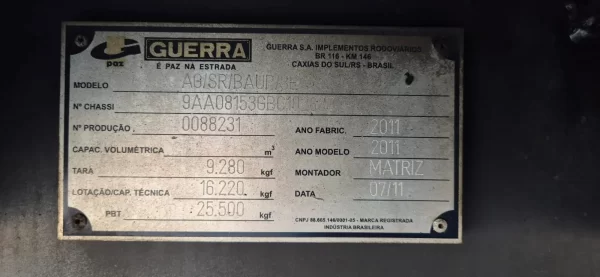 paz
GUERRA
É PAZ NA ESTRADA
GUERRA S.A. IMPLEMENTOS RODOVIÁRIOS
BR 116 - KM 146
CAXIAS DO SUL/RS - BRASIL
MODELO
Nº CHASSI
Nº PRODUÇÃO 0088231
CAPAC. VOLUMÉTRICA m³
TARA 9.280 kgf
LOTAÇÃO/CAP. TÉCNICA 16.220 kgf
PBT 25.500 kgf
ANO FABRIC. 2011
ANO MODELO 2011
MONTADOR MATRIZ
DATA 07/11
MARCA REGISTRADA
INDÚSTRIA BRASILEIRA